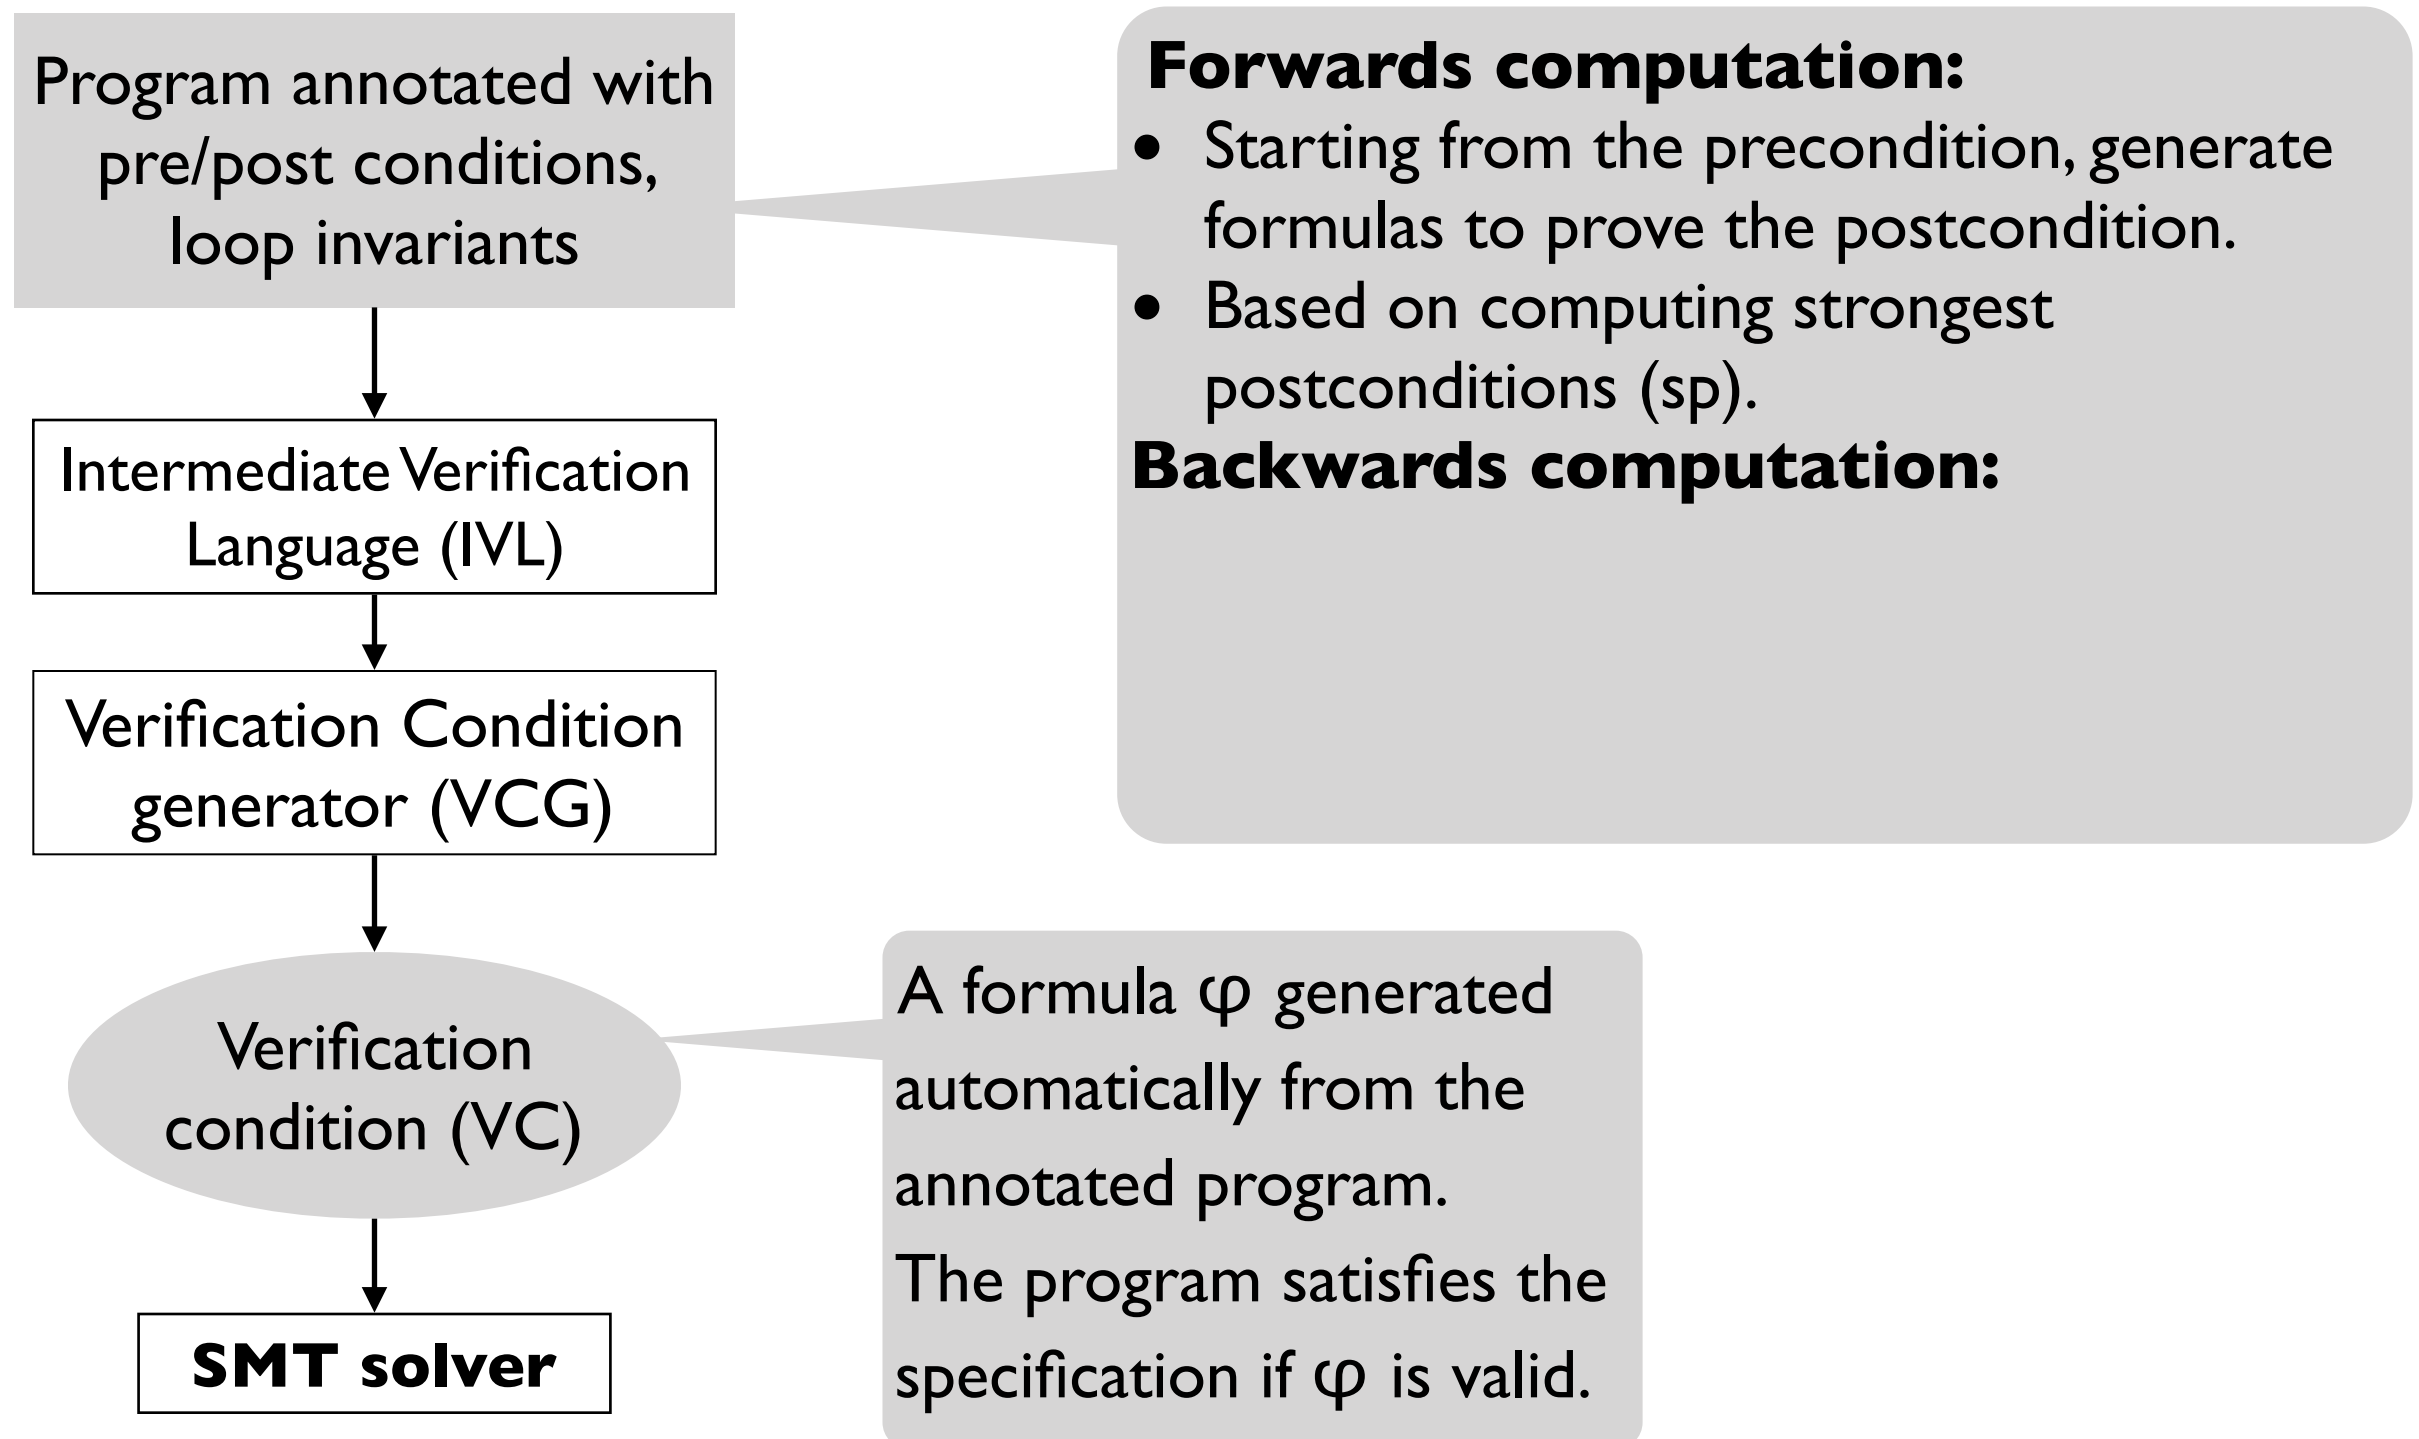 Program annotated with
pre/post conditions,
loop invariants
Intermediate Verification
Language (IVL)
Verification Condition
generator (VCG)
Verification
condition (VC)
SMT solver
Forwards computation:
• Starting from the precondition, generate
formulas to prove the postcondition.
• Based on computing strongest
postconditions (sp).
Backwards computation:
A formula φ generated
automatically from the
annotated program.
The program satisfies the
specification if φ is valid.